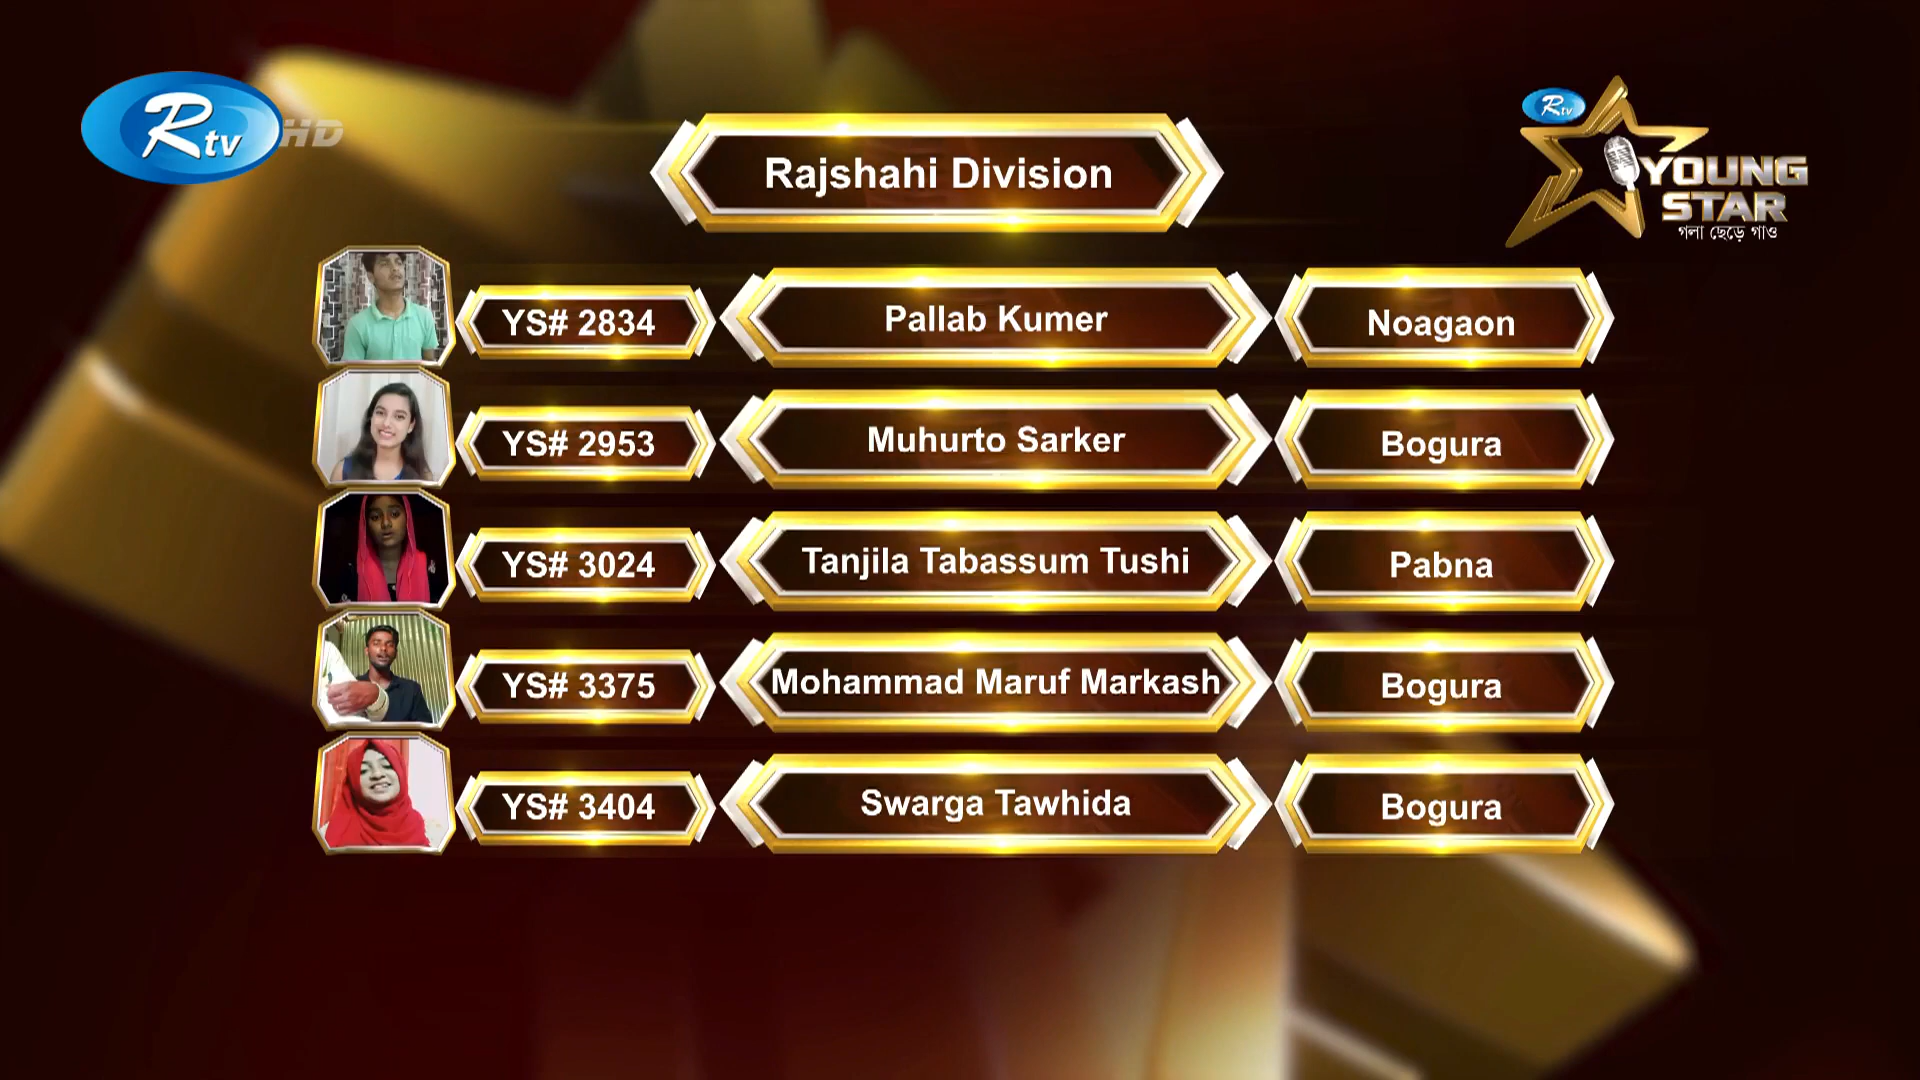 Rtv HD
Rajshahi Division
Rtv
YOUNG
STAR
গলা ছেড়ে গাও
YS# 2834 Pallab Kumer Noagaon
YS# 2953 Muhurto Sarker Bogura
YS# 3024 Tanjila Tabassum Tushi Pabna
YS# 3375 Mohammad Maruf Markash Bogura
YS# 3404 Swarga Tawhida Bogura